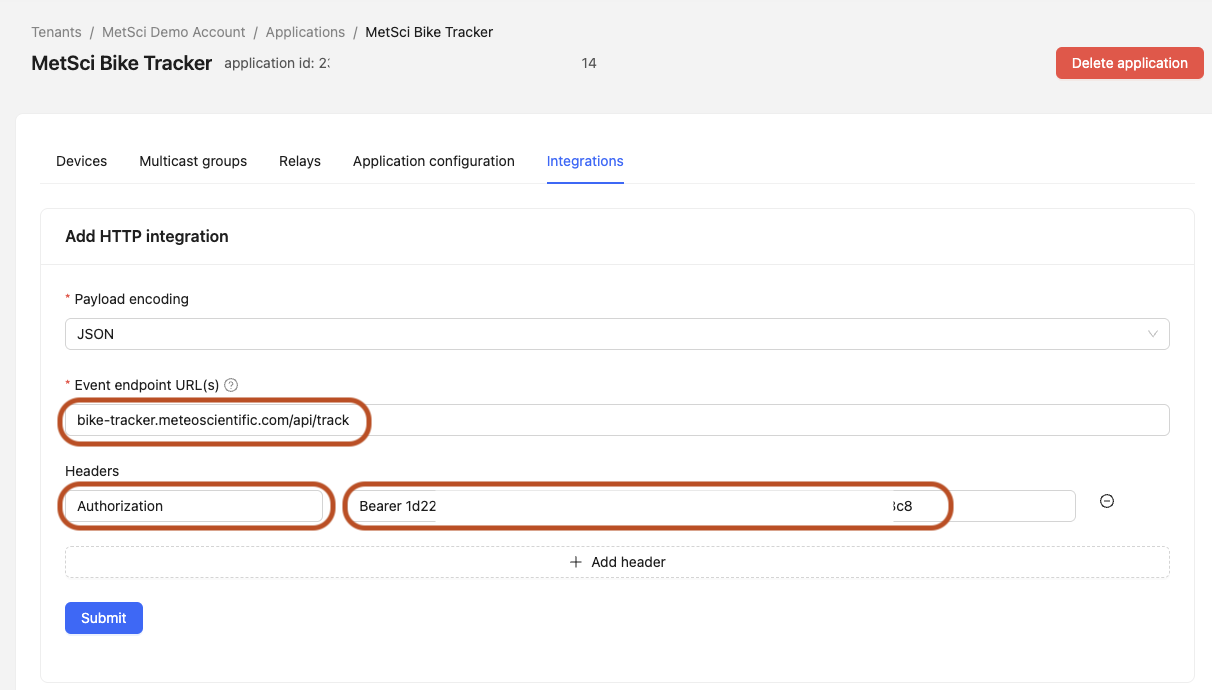 Tenants / MetSci Demo Account / Applications / MetSci Bike Tracker
MetSci Bike Tracker application id: 2 14
Delete application
Devices Multicast groups Relays Application configuration Integrations
Add HTTP integration
* Payload encoding
JSON
* Event endpoint URL(s) ?
bike-tracker.meteoscientific.com/api/track
Headers
Authorization Bearer 1d22 c8
+ Add header
Submit